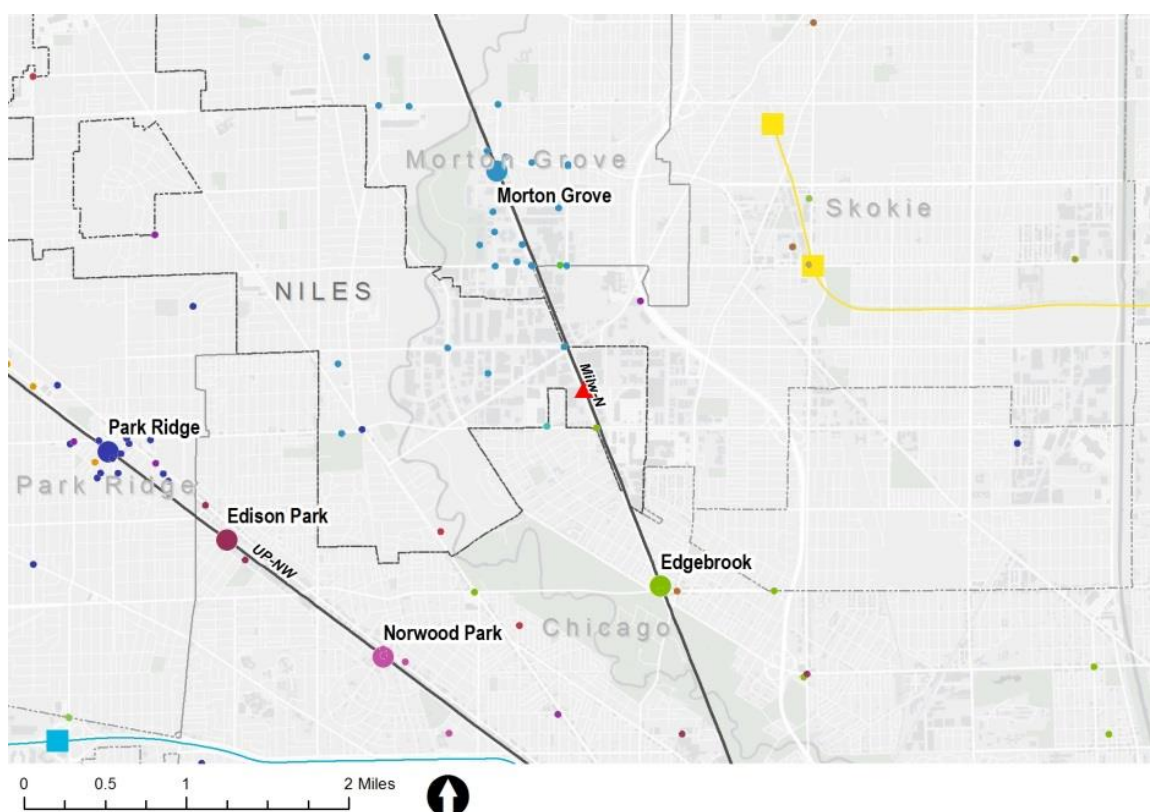 Morton Grove
Morton Grove
Skokie
NILES
Milw-N
Park Ridge
Park Ridge
Edison Park
UP-NW
Edgebrook
Chicago
Norwood Park
0 0.5 1 2 Miles